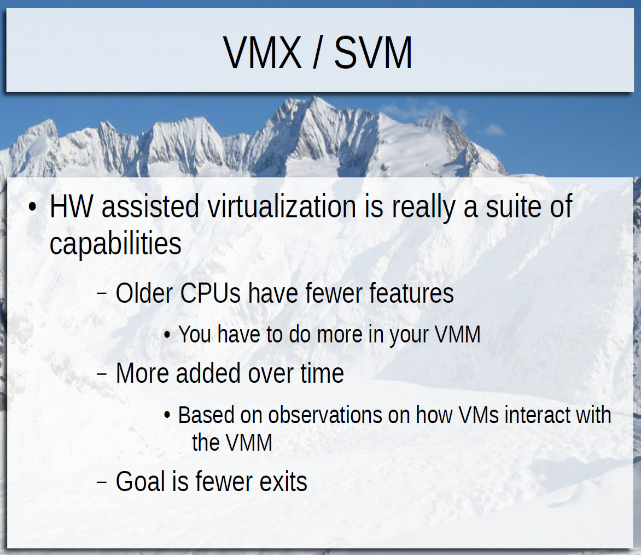 VMX / SVM
• HW assisted virtualization is really a suite of
capabilities
– Older CPUs have fewer features
• You have to do more in your VMM
– More added over time
• Based on observations on how VMs interact with
the VMM
– Goal is fewer exits